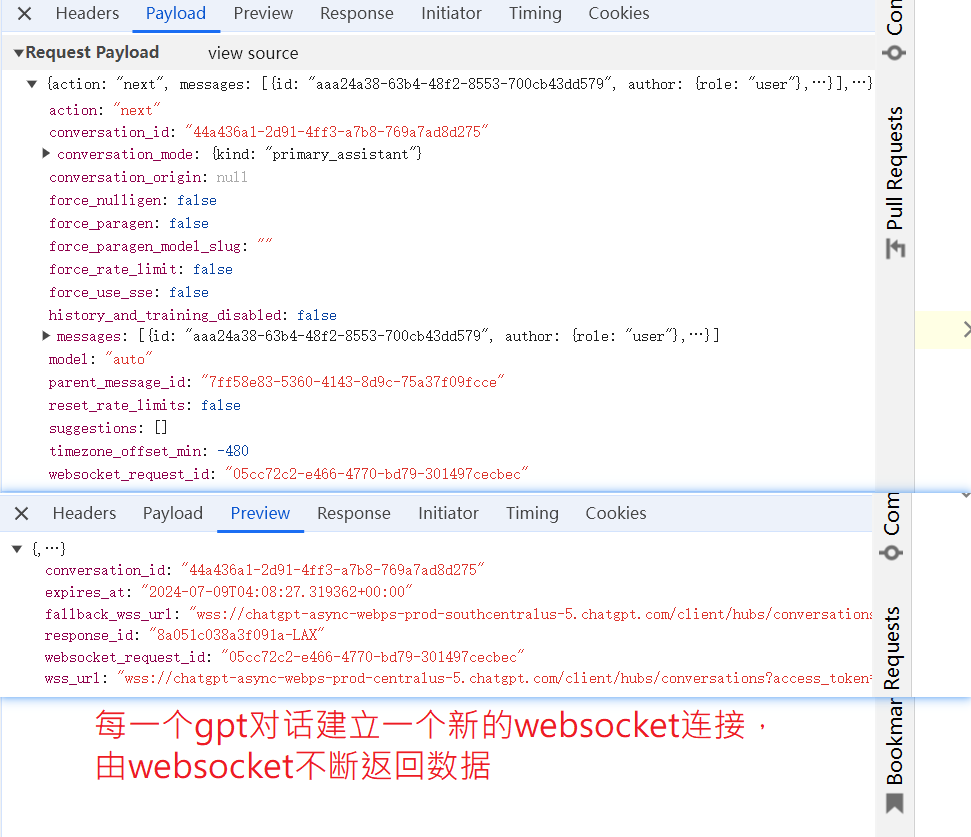 Headers Payload Preview Response Initiator Timing Cookies
Request Payload view source
{action: "next", messages: [{id: "aaa24a38-63b4-48f2-8553-700cb43dd579", author: {role: "user"},…}],…}
action: "next"
conversation_id: "44a436a1-2d91-4ff3-a7b8-769a7ad8d275"
conversation_mode: {kind: "primary_assistant"}
conversation_origin: null
force_nulligen: false
force_paragen: false
force_paragen_model_slug: ""
force_rate_limit: false
force_use_sse: false
history_and_training_disabled: false
messages: [{id: "aaa24a38-63b4-48f2-8553-700cb43dd579", author: {role: "user"},…}]
model: "auto"
parent_message_id: "7ff58e83-5360-4143-8d9c-75a37f09fcce"
reset_rate_limits: false
suggestions: []
timezone_offset_min: -480
websocket_request_id: "05cc72c2-e466-4770-bd79-301497cecbec"
Com
Pull Requests
Headers Payload Preview Response Initiator Timing Cookies
{,…}
conversation_id: "44a436a1-2d91-4ff3-a7b8-769a7ad8d275"
expires_at: "2024-07-09T04:08:27.319362+00:00"
fallback_wss_url: "wss://chatgpt-async-webps-prod-southcentralus-5.chatgpt.com/client/hubs/conversations
response_id: "8a051c038a3f091a-LAX"
websocket_request_id: "05cc72c2-e466-4770-bd79-301497cecbec"
wss_url: "wss://chatgpt-async-webps-prod-centralus-5.chatgpt.com/client/hubs/conversations?access_token=
Com
Requests
Bookmar
每一个gpt对话建立一个新的websocket连接，
由websocket不断返回数据